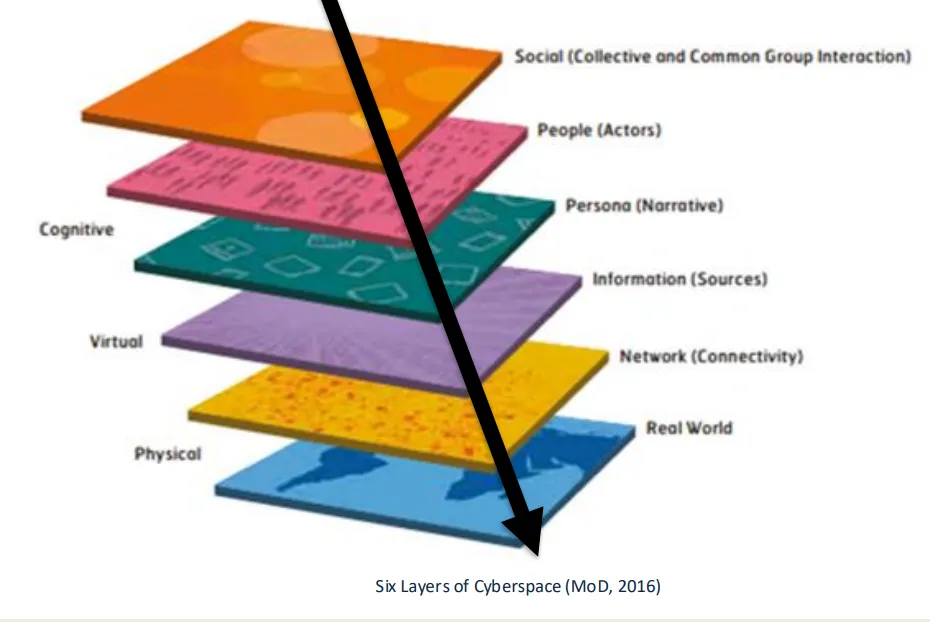 Social (Collective and Common Group Interaction)
People (Actors)
Persona (Narrative)
Cognitive
Information (Sources)
Virtual
Network (Connectivity)
Real World
Physical
Six Layers of Cyberspace (MoD, 2016)